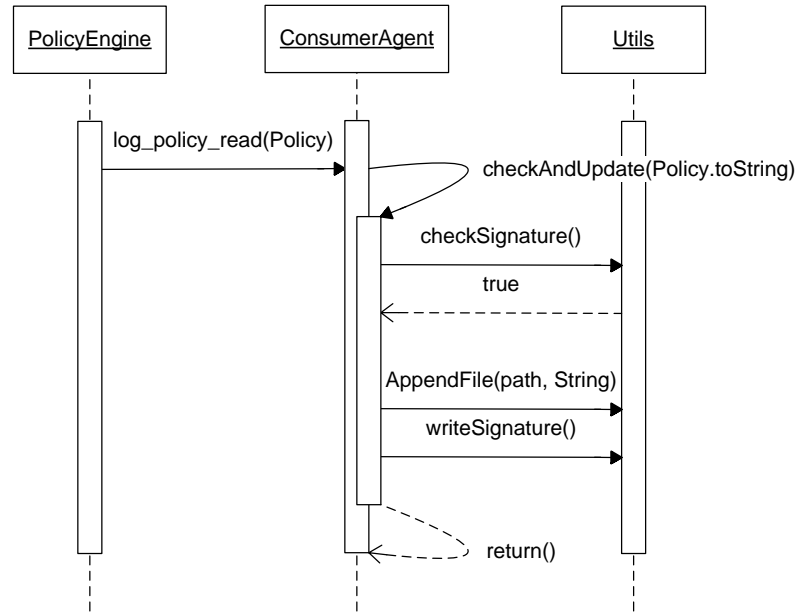 PolicyEngine
ConsumerAgent
Utils
log_policy_read(Policy)
checkAndUpdate(Policy.toString)
checkSignature()
true
AppendFile(path, String)
writeSignature()
return()